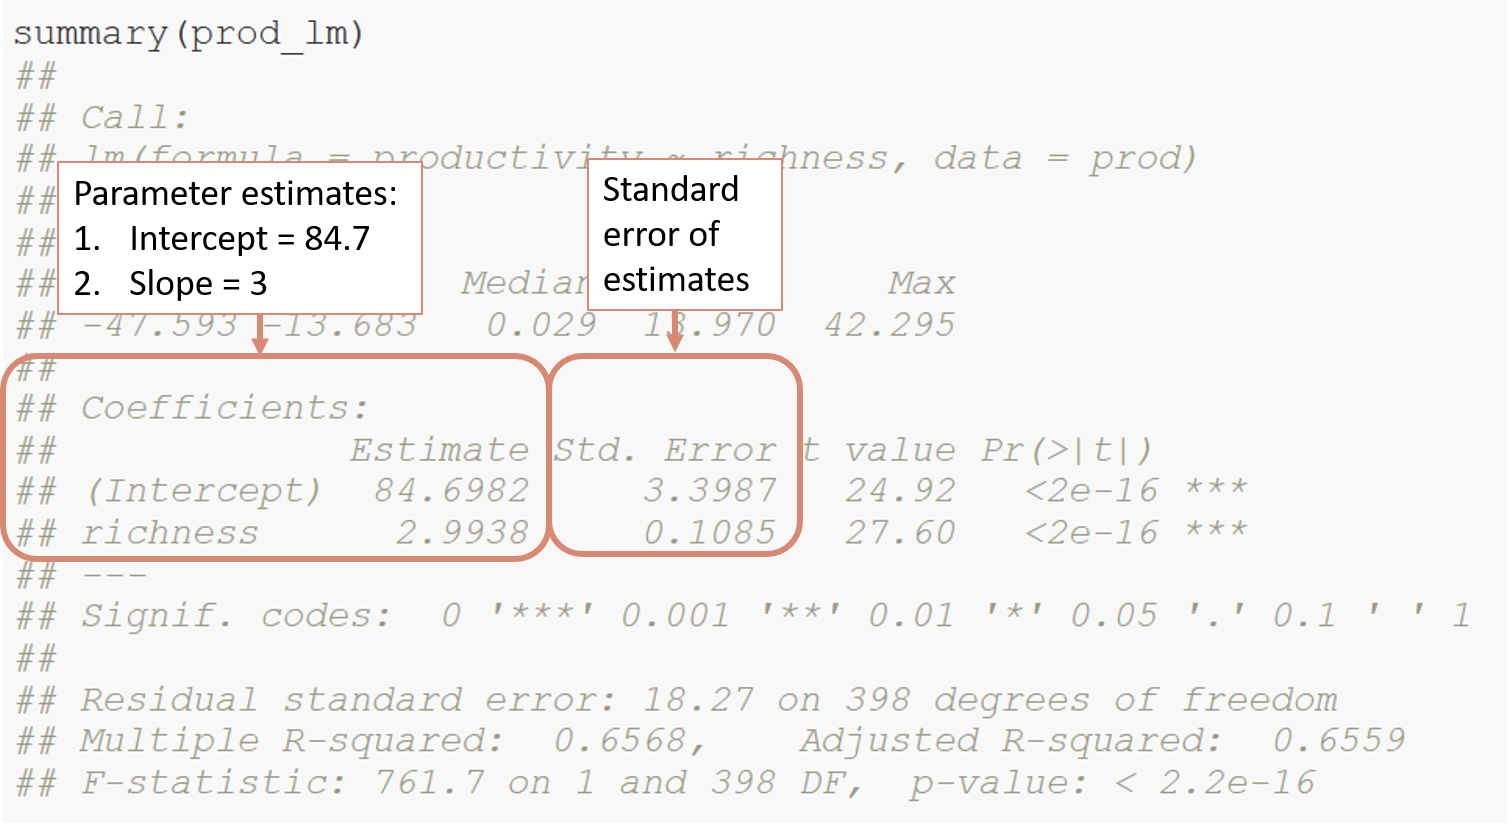 summary(prod_lm)
##
## Call:
## lm(formula = productivity ~ richness, data = prod)
##
##
## Median Max
## -47.593 -13.683 0.029 13.970 42.295
##
## Coefficients:
## Estimate Std. Error t value Pr(>|t|)
## (Intercept) 84.6982 3.3987 24.92 <2e-16 ***
## richness 2.9938 0.1085 27.60 <2e-16 ***
## ---
## Signif. codes: 0 '***' 0.001 '**' 0.01 '*' 0.05 '.' 0.1 ' ' 1
##
## Residual standard error: 18.27 on 398 degrees of freedom
## Multiple R-squared: 0.6568, Adjusted R-squared: 0.6559
## F-statistic: 761.7 on 1 and 398 DF, p-value: < 2.2e-16
Parameter estimates:
1. Intercept = 84.7
2. Slope = 3
Standard
error of
estimates